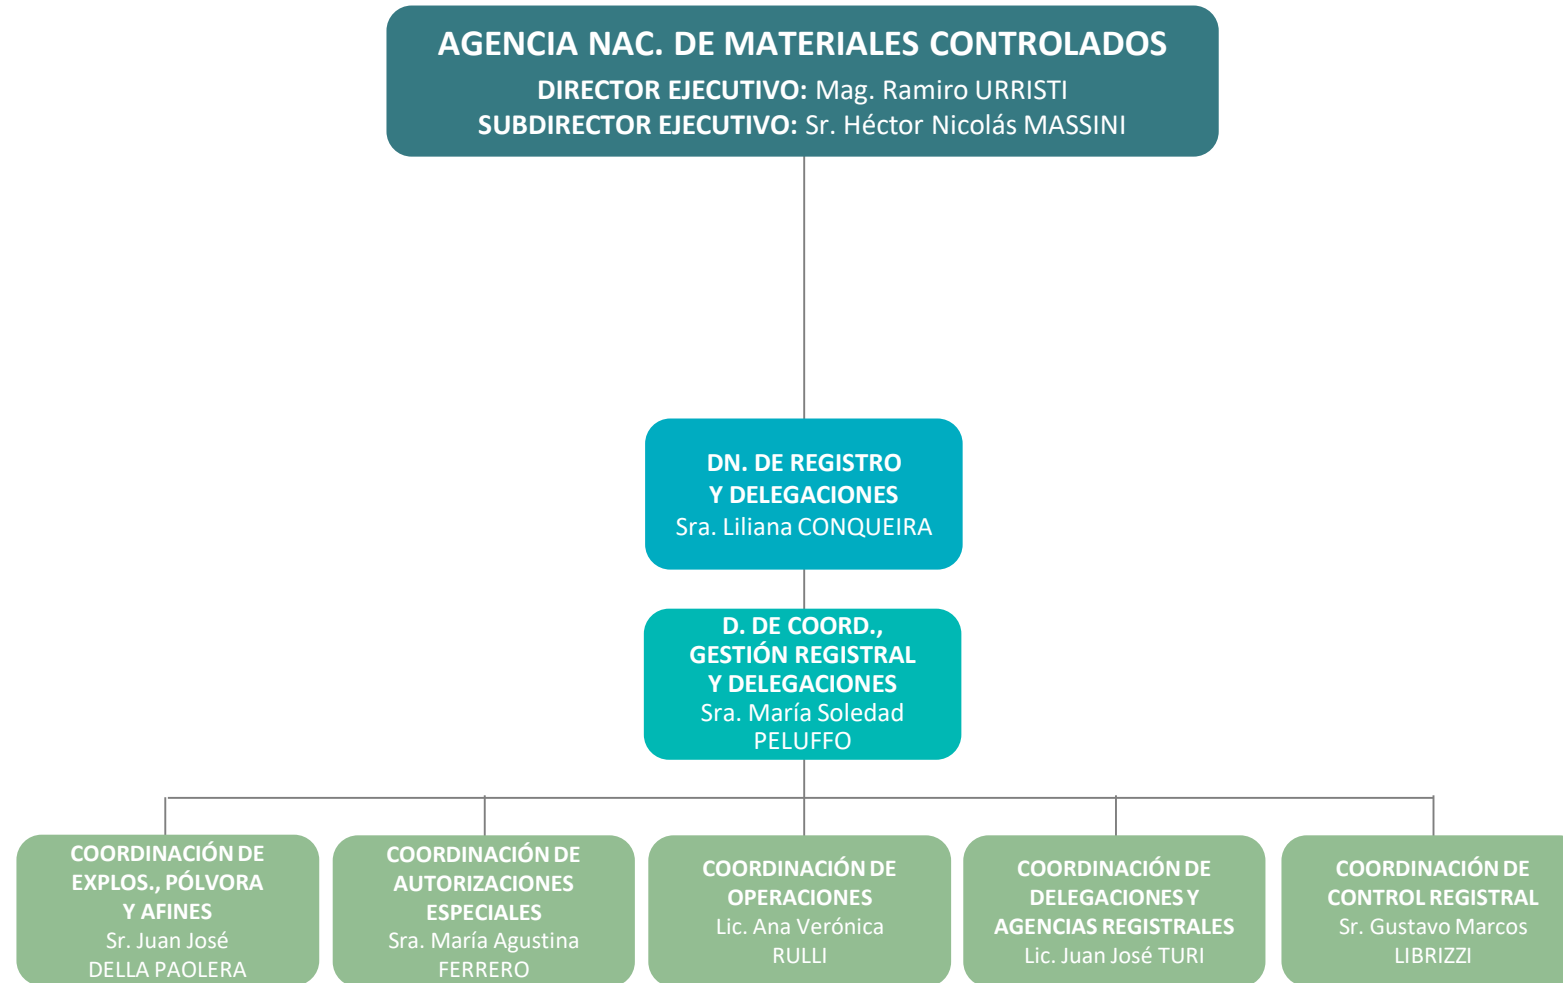 AGENCIA NAC. DE MATERIALES CONTROLADOS
DIRECTOR EJECUTIVO: Mag. Ramiro URRISTI
SUBDIRECTOR EJECUTIVO: Sr. Héctor Nicolás MASSINI
DN. DE REGISTRO
Y DELEGACIONES
Sra. Liliana CONQUEIRA
D. DE COORD.,
GESTIÓN REGISTRAL
Y DELEGACIONES
Sra. María Soledad
PELUFFO
COORDINACIÓN DE
EXPLOS., PÓLVORA
Y AFINES
Sr. Juan José
DELLA PAOLERA
COORDINACIÓN DE
AUTORIZACIONES
ESPECIALES
Sra. María Agustina
FERRERO
COORDINACIÓN DE
OPERACIONES
Lic. Ana Verónica
RULLI
COORDINACIÓN DE
DELEGACIONES Y
AGENCIAS REGISTRALES
Lic. Juan José TURI
COORDINACIÓN DE
CONTROL REGISTRAL
Sr. Gustavo Marcos
LIBRIZZI